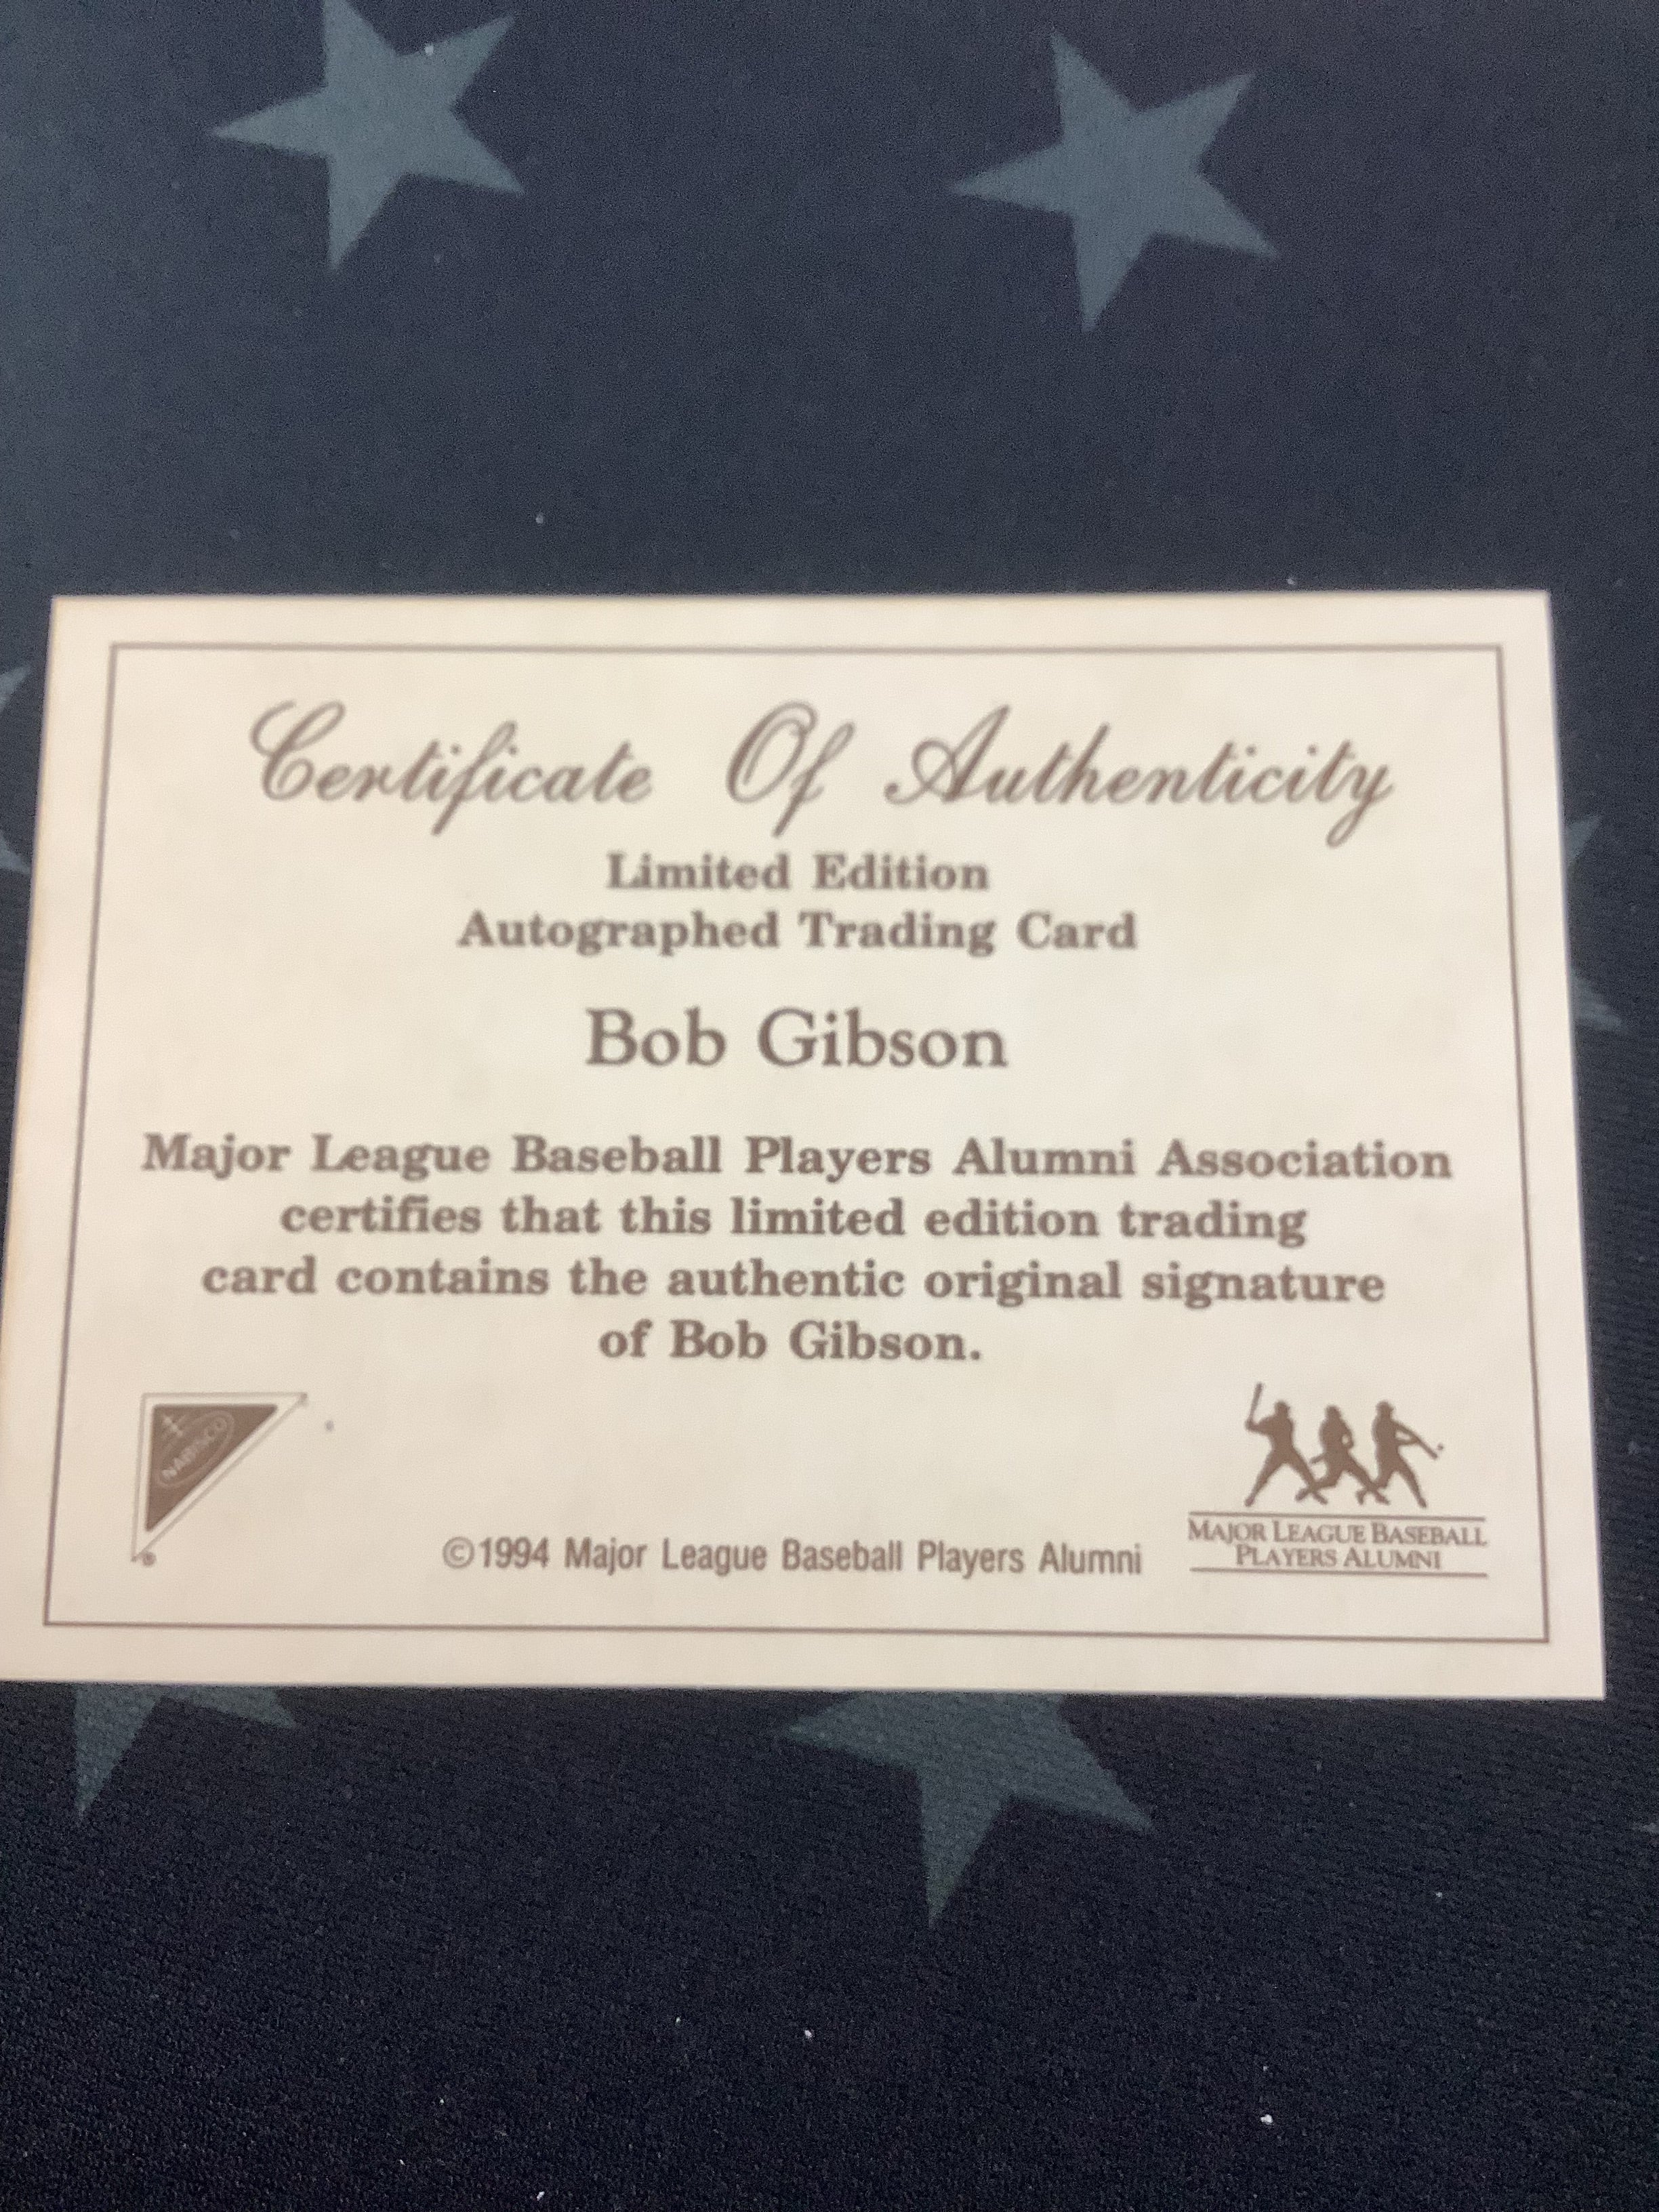 Certificate Of Authenticity
Limited Edition
Autographed Trading Card
Bob Gibson
Major League Baseball Players Alumni Association
certifies that this limited edition trading
card contains the authentic original signature
of Bob Gibson.
NABISCO
®
©1994 Major League Baseball Players Alumni
MAJOR LEAGUE BASEBALL
PLAYERS ALUMNI